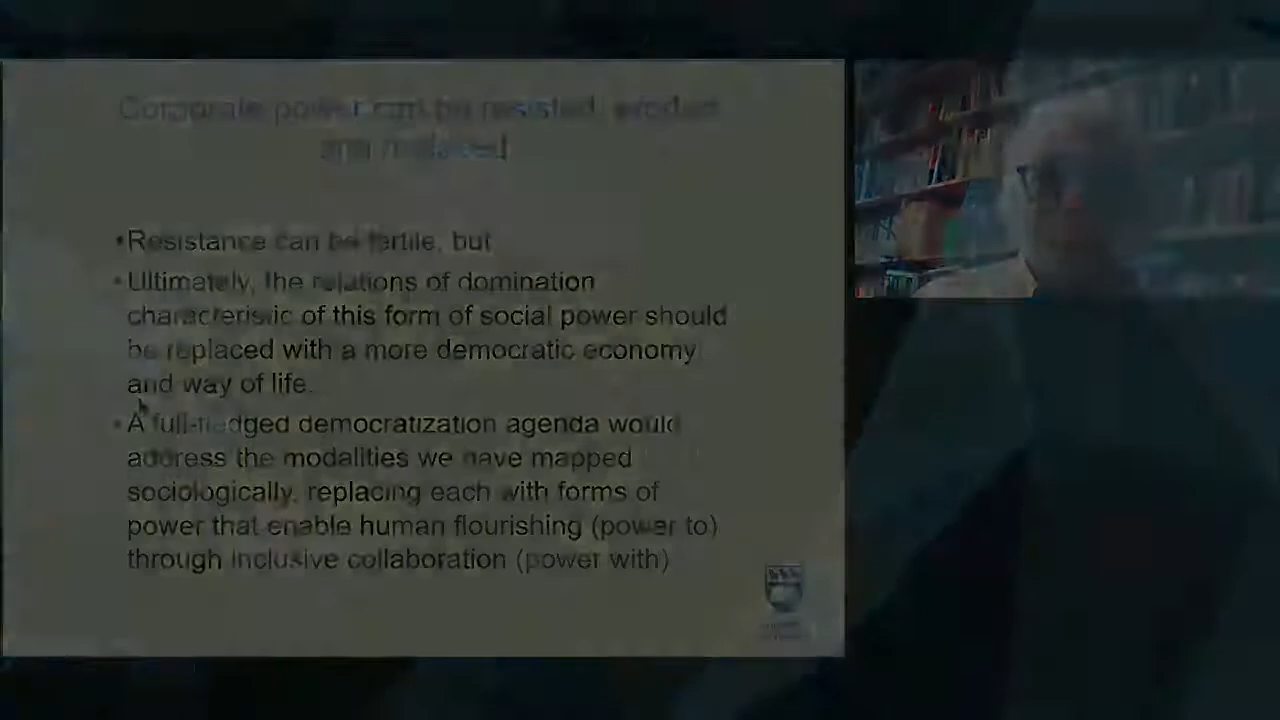 Corporate power can be resisted, eroded
and replaced
•Resistance can be fertile, but
•Ultimately, the relations of domination
characteristic of this form of social power should
be replaced with a more democratic economy
and way of life.
•A full-fledged democratization agenda would
address the modalities we have mapped
sociologically, replacing each with forms of
power that enable human flourishing (power to)
through inclusive collaboration (power with)